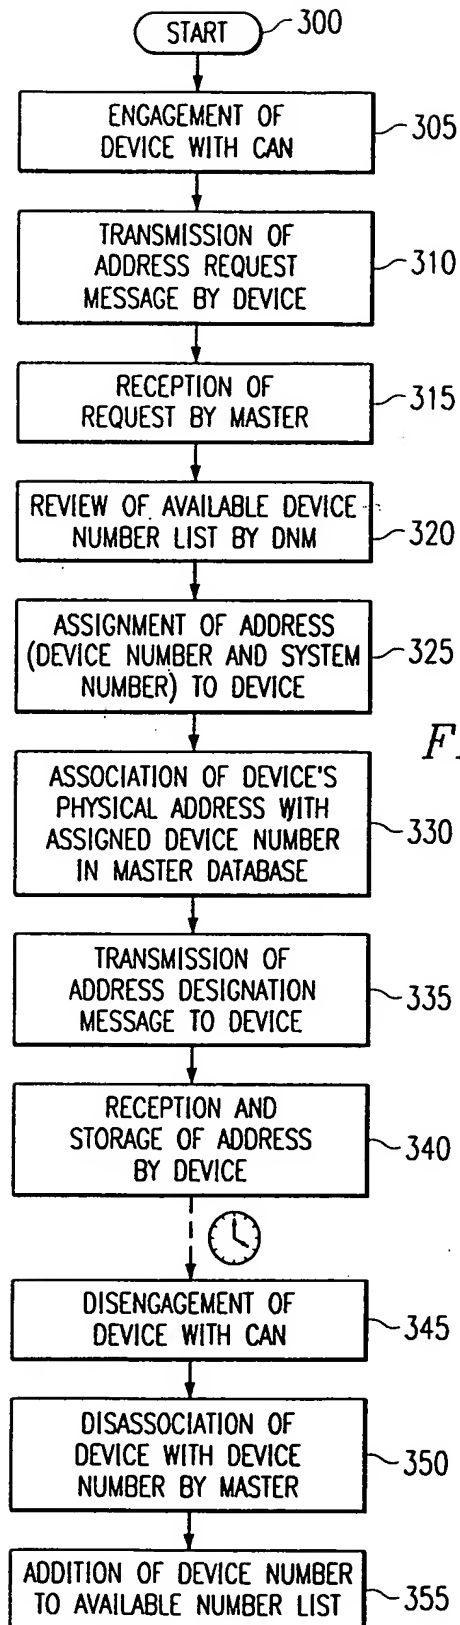 START
300
ENGAGEMENT OF
DEVICE WITH CAN
305
TRANSMISSION OF
ADDRESS REQUEST
MESSAGE BY DEVICE
310
RECEPTION OF
REQUEST BY MASTER
315
REVIEW OF AVAILABLE DEVICE
NUMBER LIST BY DNM
320
ASSIGNMENT OF ADDRESS
(DEVICE NUMBER AND SYSTEM
NUMBER) TO DEVICE
325
ASSOCIATION OF DEVICE'S
PHYSICAL ADDRESS WITH
ASSIGNED DEVICE NUMBER
IN MASTER DATABASE
330
TRANSMISSION OF
ADDRESS DESIGNATION
MESSAGE TO DEVICE
335
RECEPTION AND
STORAGE OF ADDRESS
BY DEVICE
340
DISENGAGEMENT OF
DEVICE WITH CAN
345
DISASSOCIATION OF
DEVICE WITH DEVICE
NUMBER BY MASTER
350
ADDITION OF DEVICE NUMBER
TO AVAILABLE NUMBER LIST
355